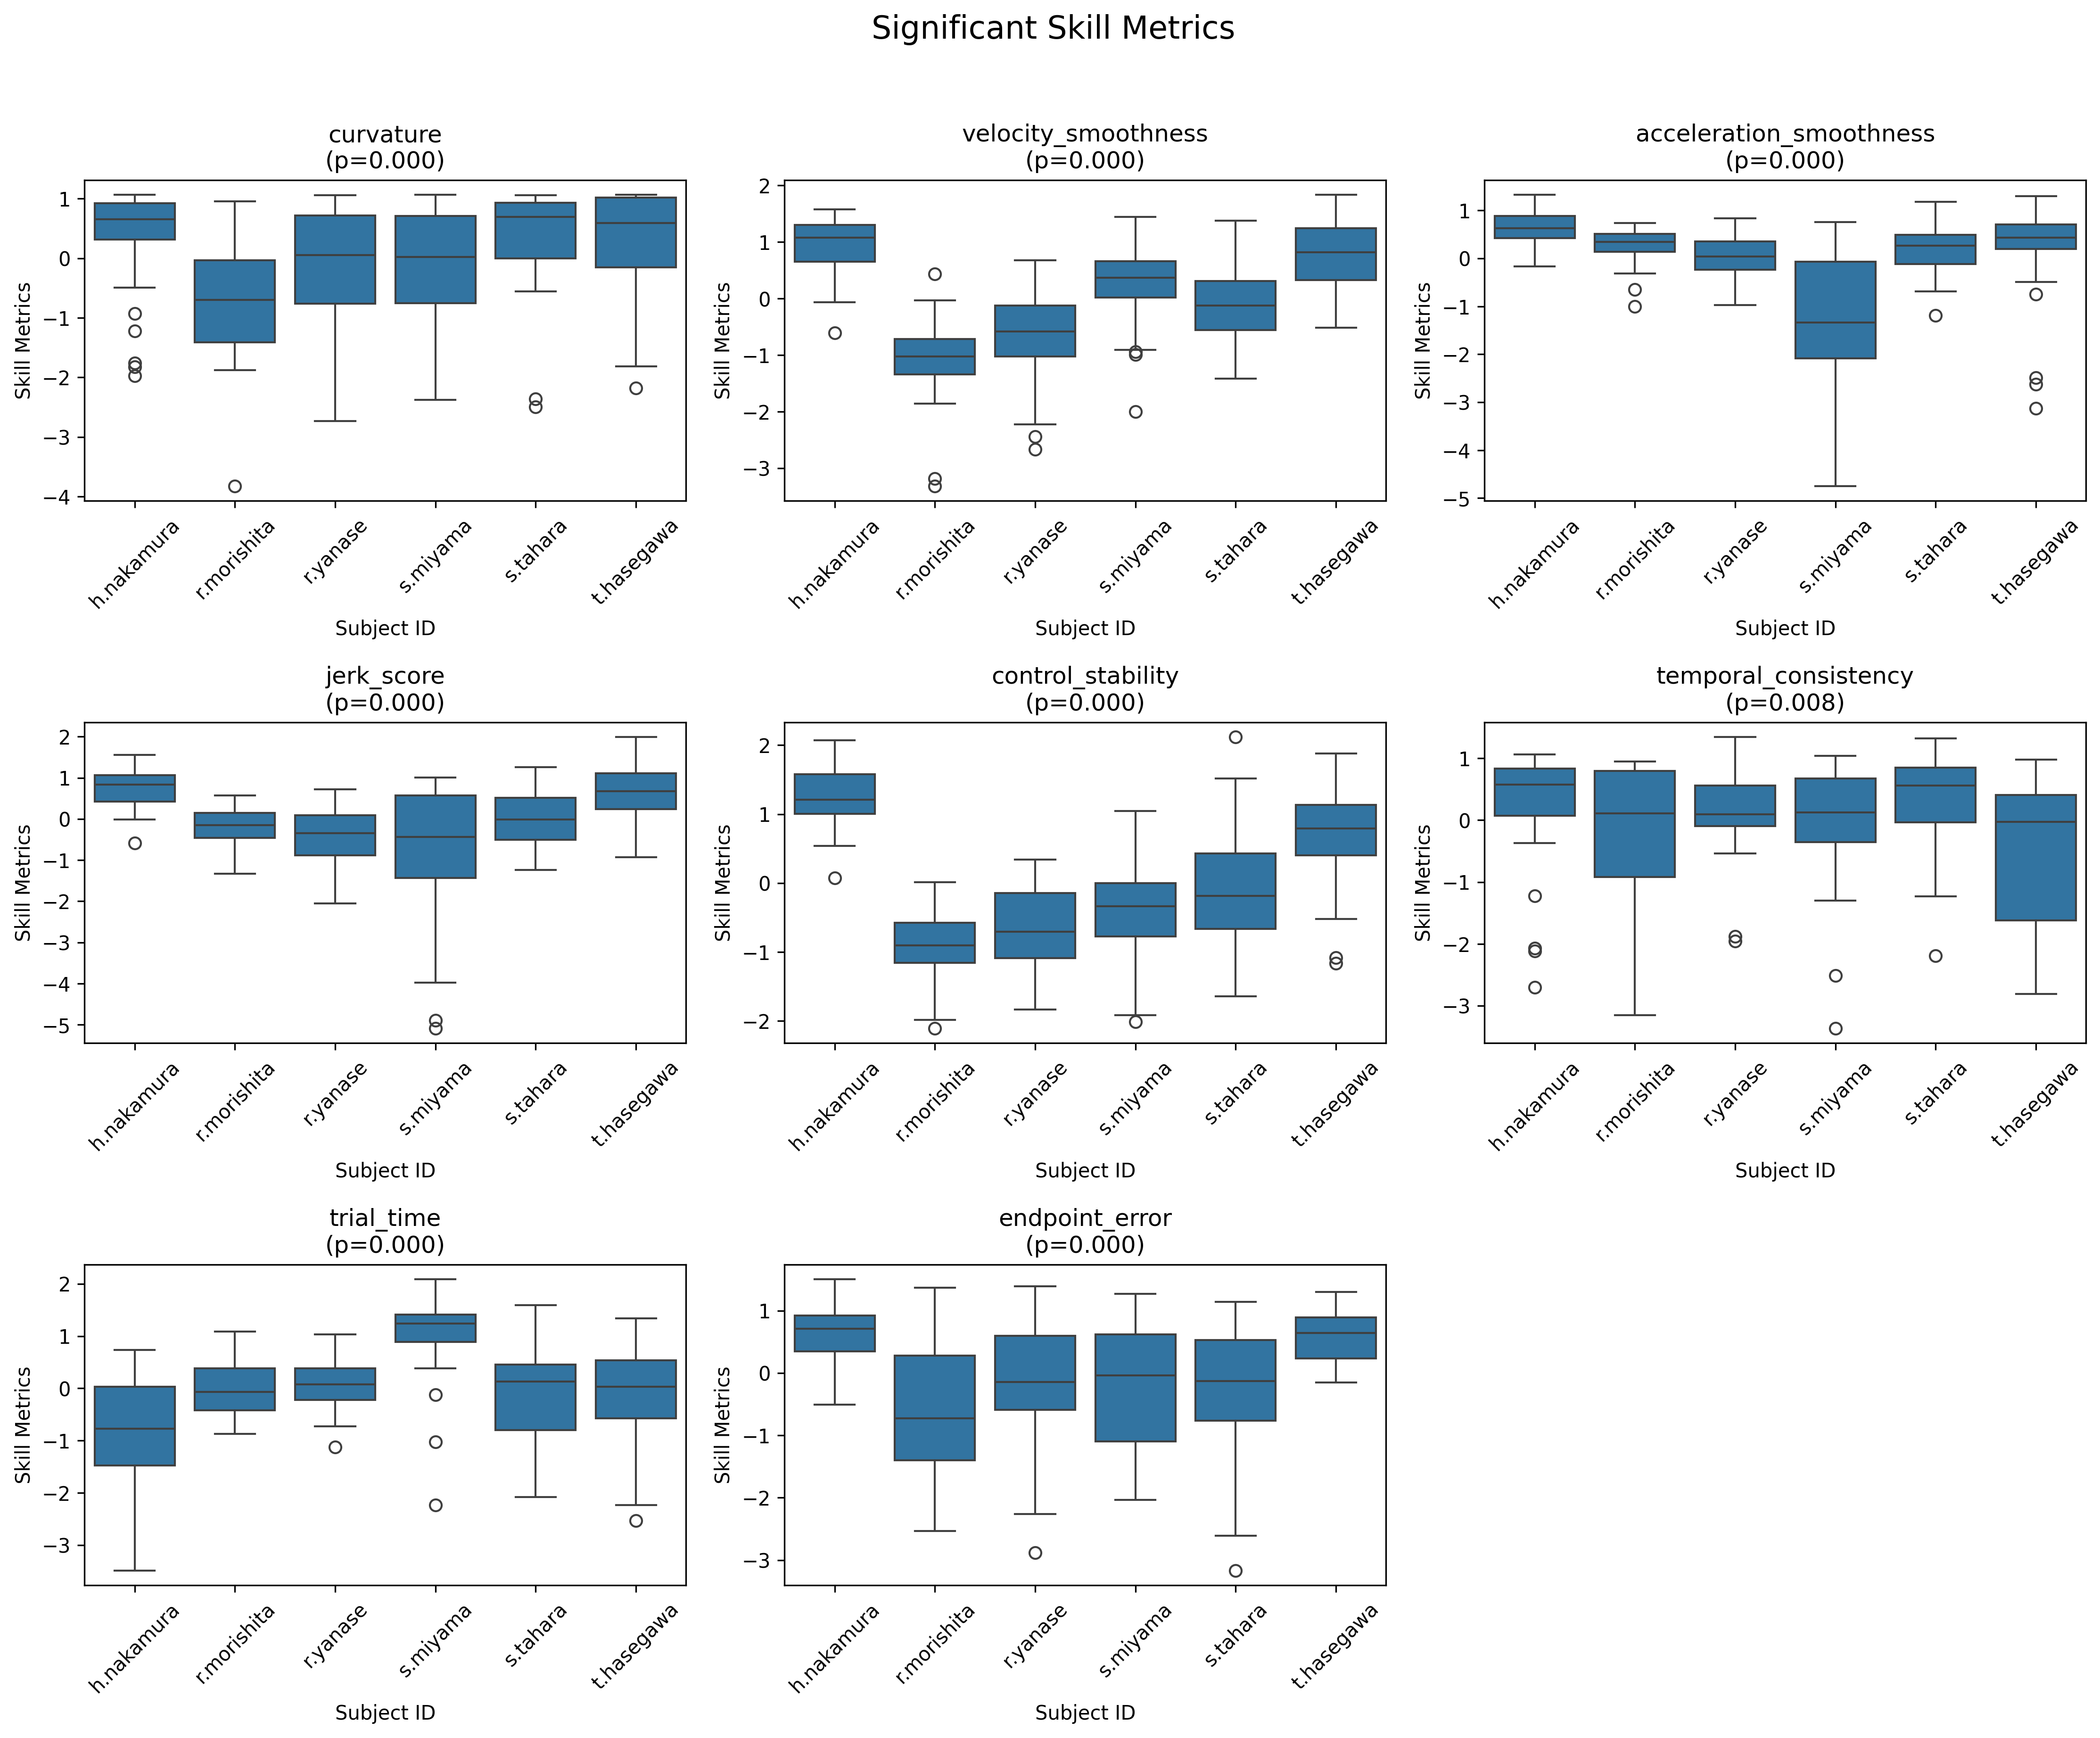 Significant Skill Metrics
curvature
(p=0.000)
Skill Metrics
1
0
−1
−2
−3
−4
h.nakamura
r.morishita
r.yanase
s.miyama
s.tahara
t.hasegawa
Subject ID
velocity_smoothness
(p=0.000)
Skill Metrics
2
1
0
−1
−2
−3
h.nakamura
r.morishita
r.yanase
s.miyama
s.tahara
t.hasegawa
Subject ID
acceleration_smoothness
(p=0.000)
Skill Metrics
1
0
−1
−2
−3
−4
−5
h.nakamura
r.morishita
r.yanase
s.miyama
s.tahara
t.hasegawa
Subject ID
jerk_score
(p=0.000)
Skill Metrics
2
1
0
−1
−2
−3
−4
−5
h.nakamura
r.morishita
r.yanase
s.miyama
s.tahara
t.hasegawa
Subject ID
control_stability
(p=0.000)
Skill Metrics
2
1
0
−1
−2
h.nakamura
r.morishita
r.yanase
s.miyama
s.tahara
t.hasegawa
Subject ID
temporal_consistency
(p=0.008)
Skill Metrics
1
0
−1
−2
−3
h.nakamura
r.morishita
r.yanase
s.miyama
s.tahara
t.hasegawa
Subject ID
trial_time
(p=0.000)
Skill Metrics
2
1
0
−1
−2
−3
h.nakamura
r.morishita
r.yanase
s.miyama
s.tahara
t.hasegawa
Subject ID
endpoint_error
(p=0.000)
Skill Metrics
1
0
−1
−2
−3
h.nakamura
r.morishita
r.yanase
s.miyama
s.tahara
t.hasegawa
Subject ID